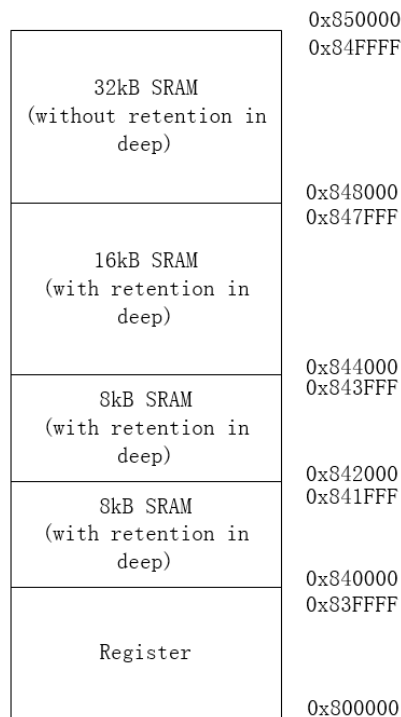 0x850000
0x84FFFF
32kB SRAM
(without retention in
deep)
0x848000
0x847FFF
16kB SRAM
(with retention in
deep)
0x844000
0x843FFF
8kB SRAM
(with retention in
deep)
0x842000
0x841FFF
8kB SRAM
(with retention in
deep)
0x840000
0x83FFFF
Register
0x800000